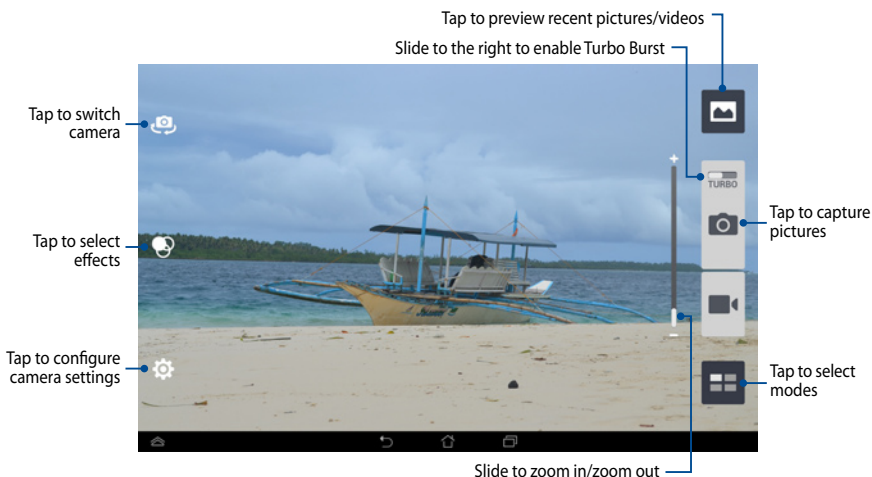 Tap to preview recent pictures/videos
Slide to the right to enable Turbo Burst
Tap to switch
camera
TURBO
Tap to capture
pictures
Tap to select
effects
Tap to configure
camera settings
Tap to select
modes
Slide to zoom in/zoom out